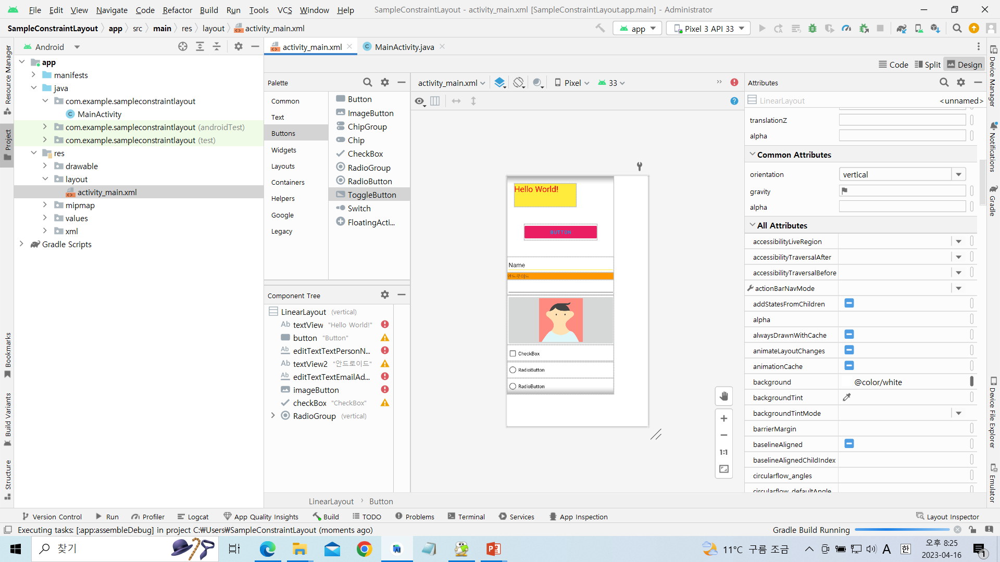 File Edit View Navigate Code Refactor Build Run Tools VCS Window Help SampleConstraintLayout - activity_main.xml [SampleConstraintLayout.app.main] - Administrator
SampleConstraintLayout app src main res layout activity_main.xml
app Pixel 3 API 33
Android
activity_main.xml MainActivity.java
Code Split Design
Resource Manager
Project
Bookmarks
Build Variants
Structure
app
manifests
java
com.example.sampleconstraintlayout
MainActivity
com.example.sampleconstraintlayout (androidTest)
com.example.sampleconstraintlayout (test)
res
drawable
layout
activity_main.xml
mipmap
values
xml
Gradle Scripts
Palette
Common
Text
Buttons
Widgets
Layouts
Containers
Helpers
Google
Legacy
Button
ImageButton
ChipGroup
Chip
CheckBox
RadioGroup
RadioButton
ToggleButton
Switch
FloatingActi...
Component Tree
LinearLayout (vertical)
Ab textView "Hello World!"
button "Button"
Ab editTextTextPersonN...
Ab textView2 "안드로이드"
Ab editTextTextEmailAd...
imageButton
checkBox "CheckBox"
RadioGroup (vertical)
activity_main.xml Pixel 33
Hello World!
BUTTON
Name
안드로이드
CheckBox
RadioButton
RadioButton
1:1
LinearLayout Button
Attributes
LinearLayout <unnamed>
translationZ
alpha
Common Attributes
orientation vertical
gravity
alpha
All Attributes
accessibilityLiveRegion
accessibilityTraversalAfter
accessibilityTraversalBefore
actionBarNavMode
addStatesFromChildren
alpha
alwaysDrawnWithCache
animateLayoutChanges
animationCache
background @color/white
backgroundTint
backgroundTintMode
barrierMargin
baselineAligned
baselineAlignedChildIndex
circularflow_angles
circularflow_defaultAngle
Device Manager
Notifications
Gradle
Device File Explorer
Emulator
Version Control Run Profiler Logcat App Quality Insights Build TODO Problems Terminal Services App Inspection Layout Inspector
Executing tasks: [:app:assembleDebug] in project C:₩Users₩SampleConstraintLayout (moments ago) Gradle Build Running
찾기
11°C 구름 조금 A 한
오후 8:25
2023-04-16
1